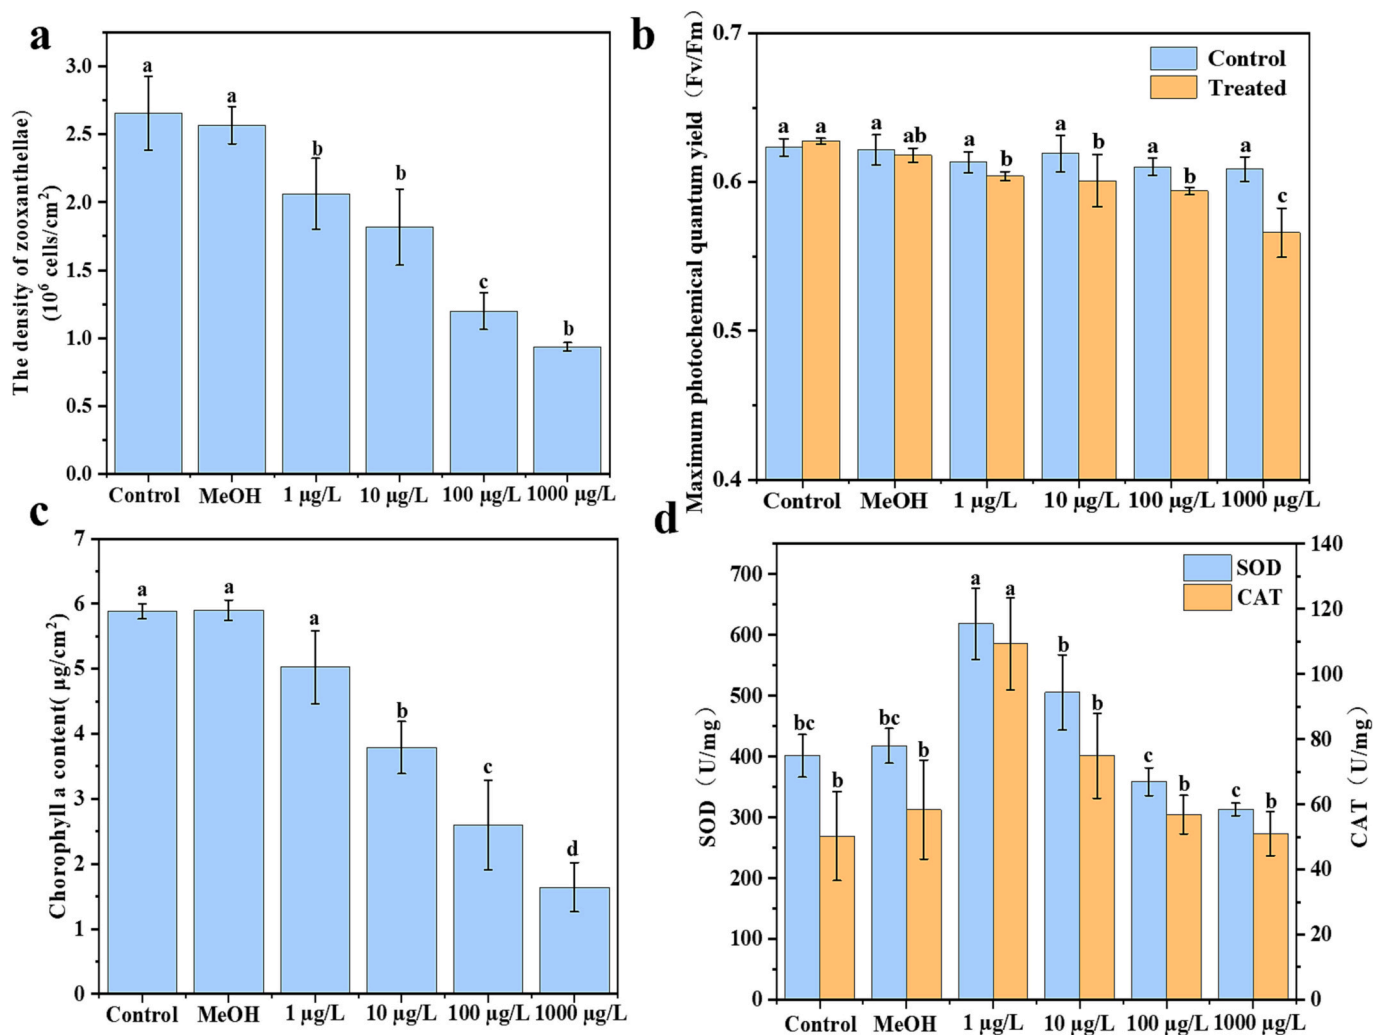 a
The density of zooxanthellae
(10⁶ cells/cm²)
3.0
2.5
2.0
1.5
1.0
0.5
0.0
a
a
b
b
c
b
Control MeOH 1 μg/L 10 μg/L 100 μg/L 1000 μg/L
b
Maximum photochemical quantum yield (Fv/Fm)
0.7
0.6
0.5
0.4
Control
Treated
a a a ab a b a b a b a c
Control MeOH 1 μg/L 10 μg/L 100 μg/L 1000 μg/L
c
Chorophyll a content( μg/cm²)
7
6
5
4
3
2
1
0
a
a
a
b
c
d
Control MeOH 1 μg/L 10 μg/L 100 μg/L 1000 μg/L
d
SOD (U/mg)
700
600
500
400
300
200
100
0
SOD
CAT
bc b bc b a a b b c b c b
140
120
100
80
60
40
20
0
CAT (U/mg)
Control MeOH 1 μg/L 10 μg/L 100 μg/L 1000 μg/L